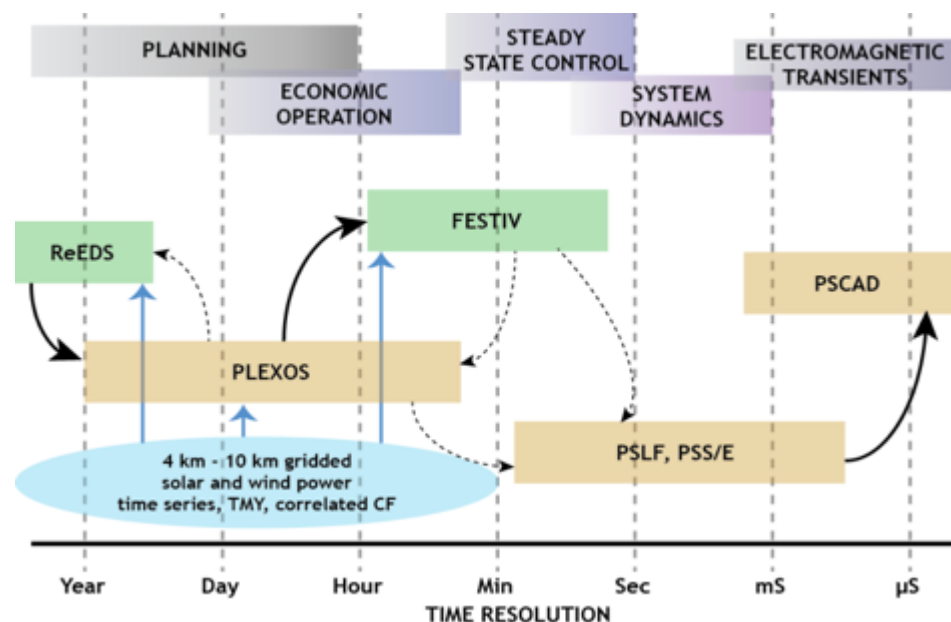 PLANNING
STEADY
STATE CONTROL
ELECTROMAGNETIC
TRANSIENTS
ECONOMIC
OPERATION
SYSTEM
DYNAMICS
ReEDS
FESTIV
PSCAD
PLEXOS
PSLF, PSS/E
4 km - 10 km gridded
solar and wind power
time series, TMY, correlated CF
Year Day Hour Min Sec mS µS
TIME RESOLUTION